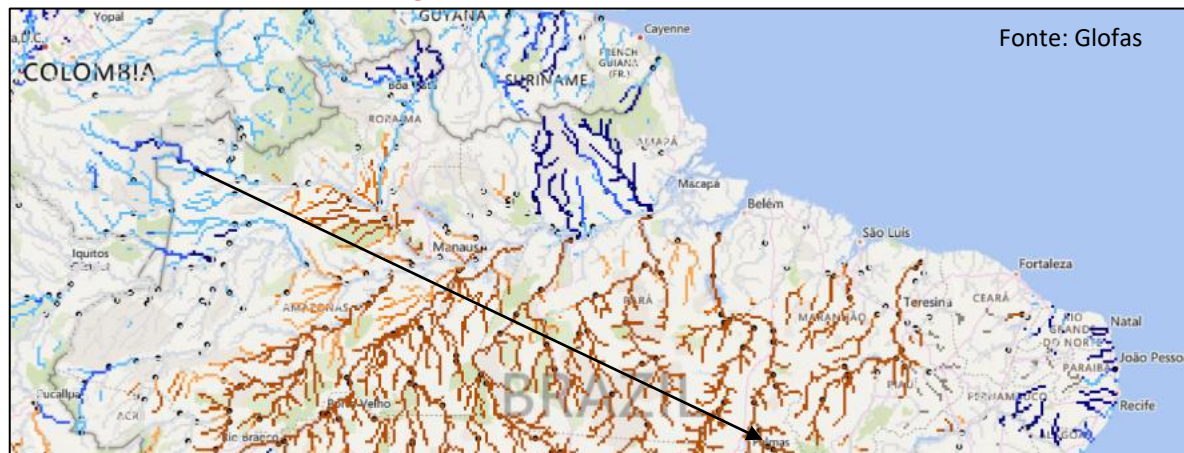 Yopal
GUYANA
Cayenne
Fonte: Glofas
COLOMBIA
SURINAME
FRENCH
GUIANA
(FR.)
Boa Vista
RORAIMA
AMAPÁ
Macapá
Belém
São Luís
Iquitos
Manaus
Fortaleza
AMAZONAS
PARÁ
Teresina
CEARÁ
MARANHÃO
RIO
GRANDE
DO NORTE
Natal
João Pesso
PARAÍBA
PIAUÍ
Pucallpa
BRAZIL
PERNAMBUCO
Recife
ACRE
Porto Velho
Rio Branco
Palmas
ALAGOAS